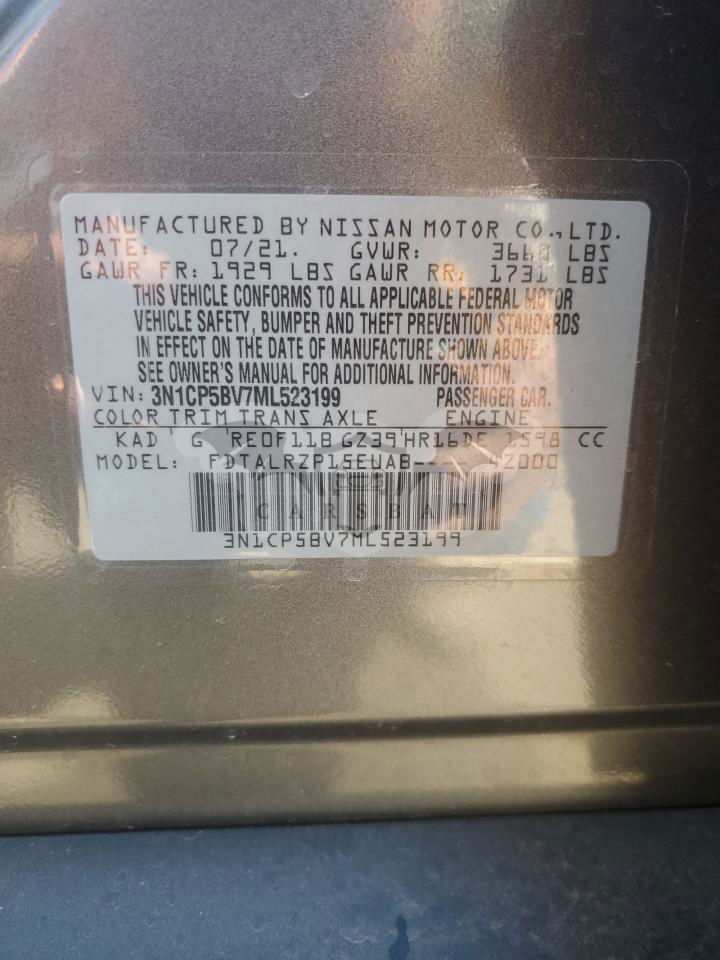 MANUFACTURED BY NISSAN MOTOR CO., LTD.
DATE: 07/21. GVWR: 3660 LBS
GAWR FR: 1929 LBS GAWR RR: 1731 LBS
THIS VEHICLE CONFORMS TO ALL APPLICABLE FEDERAL MOTOR
VEHICLE SAFETY, BUMPER AND THEFT PREVENTION STANDARDS
IN EFFECT ON THE DATE OF MANUFACTURE SHOWN ABOVE.
SEE OWNER'S MANUAL FOR ADDITIONAL INFORMATION.
VIN: 3N1CP5BV7ML523199 PASSENGER CAR.
COLOR TRIM TRANS AXLE ENGINE
KAD G RE0F11B GZ39 HR16DE 1598 CC
MODEL: FDTALRZP15EUAB---- 4Z000
CARSBAT
3N1CP5BV7ML523199